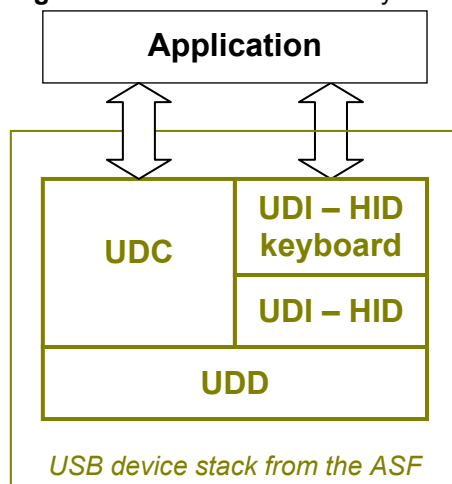 Application
UDC
UDI – HID
keyboard
UDI – HID
UDD
USB device stack from the ASF